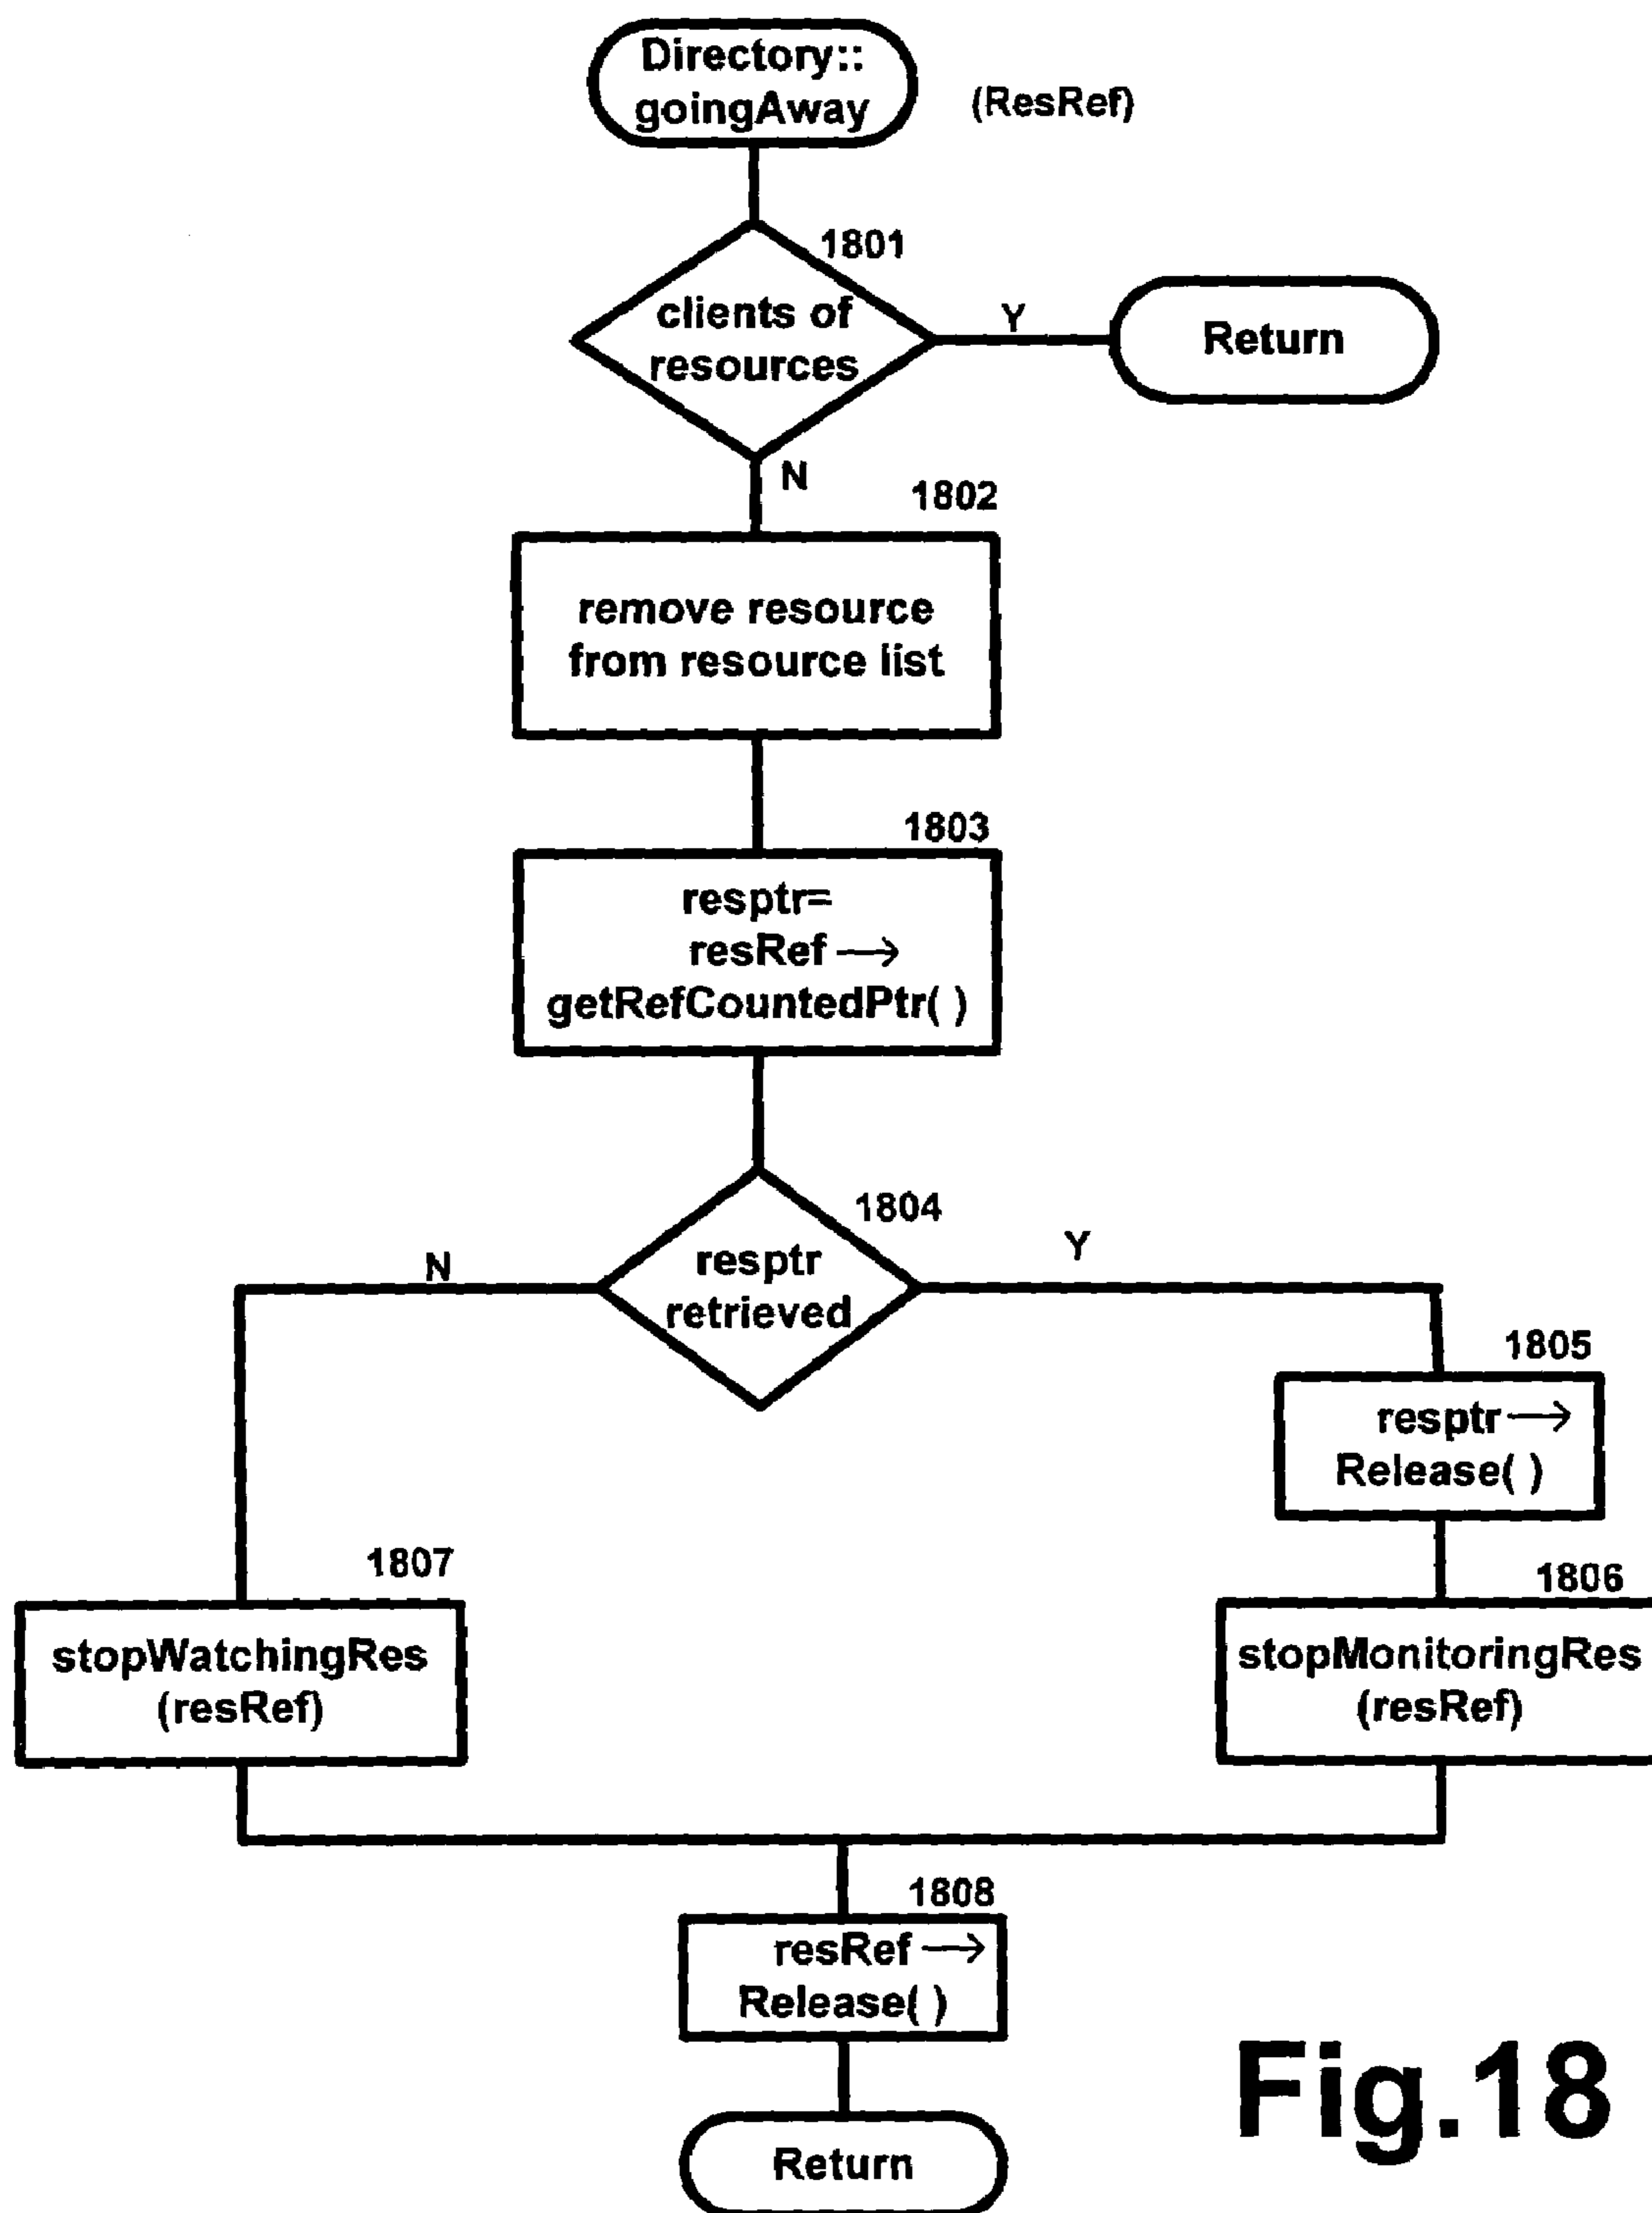 Directory::
goingAway
(ResRef)
1801
clients of
resources
Y
Return
N
1802
remove resource
from resource list
1803
resptr=
resRef →
getRefCountedPtr( )
1804
resptr
retrieved
N
Y
1805
resptr →
Release( )
1807
stopWatchingRes
(resRef)
1806
stopMonitoringRes
(resRef)
1808
resRef →
Release( )
Return
Fig.18